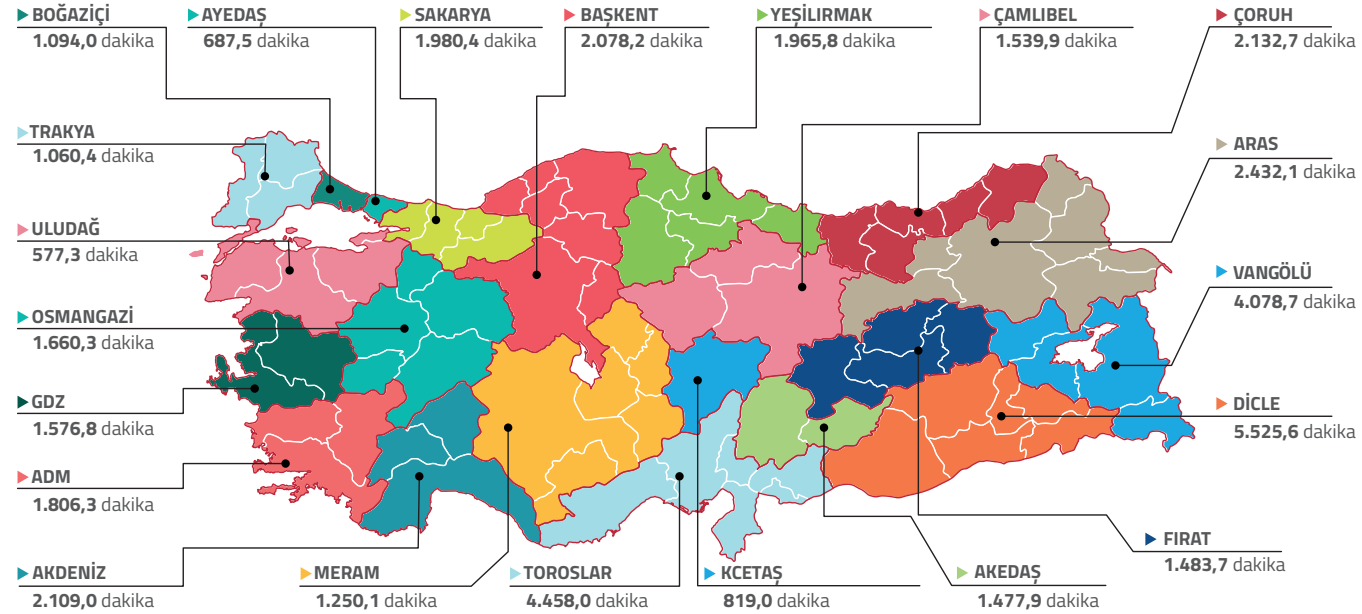 BOĞAZİÇİ
1.094,0 dakika
AYEDAŞ
687,5 dakika
SAKARYA
1.980,4 dakika
BAŞKENT
2.078,2 dakika
YEŞİLIRMAK
1.965,8 dakika
ÇAMLIBEL
1.539,9 dakika
ÇORUH
2.132,7 dakika
TRAKYA
1.060,4 dakika
ARAS
2.432,1 dakika
ULUDAĞ
577,3 dakika
VANGÖLÜ
4.078,7 dakika
OSMANGAZİ
1.660,3 dakika
GDZ
1.576,8 dakika
DİCLE
5.525,6 dakika
ADM
1.806,3 dakika
FIRAT
1.483,7 dakika
AKDENİZ
2.109,0 dakika
MERAM
1.250,1 dakika
TOROSLAR
4.458,0 dakika
KCETAŞ
819,0 dakika
AKEDAŞ
1.477,9 dakika